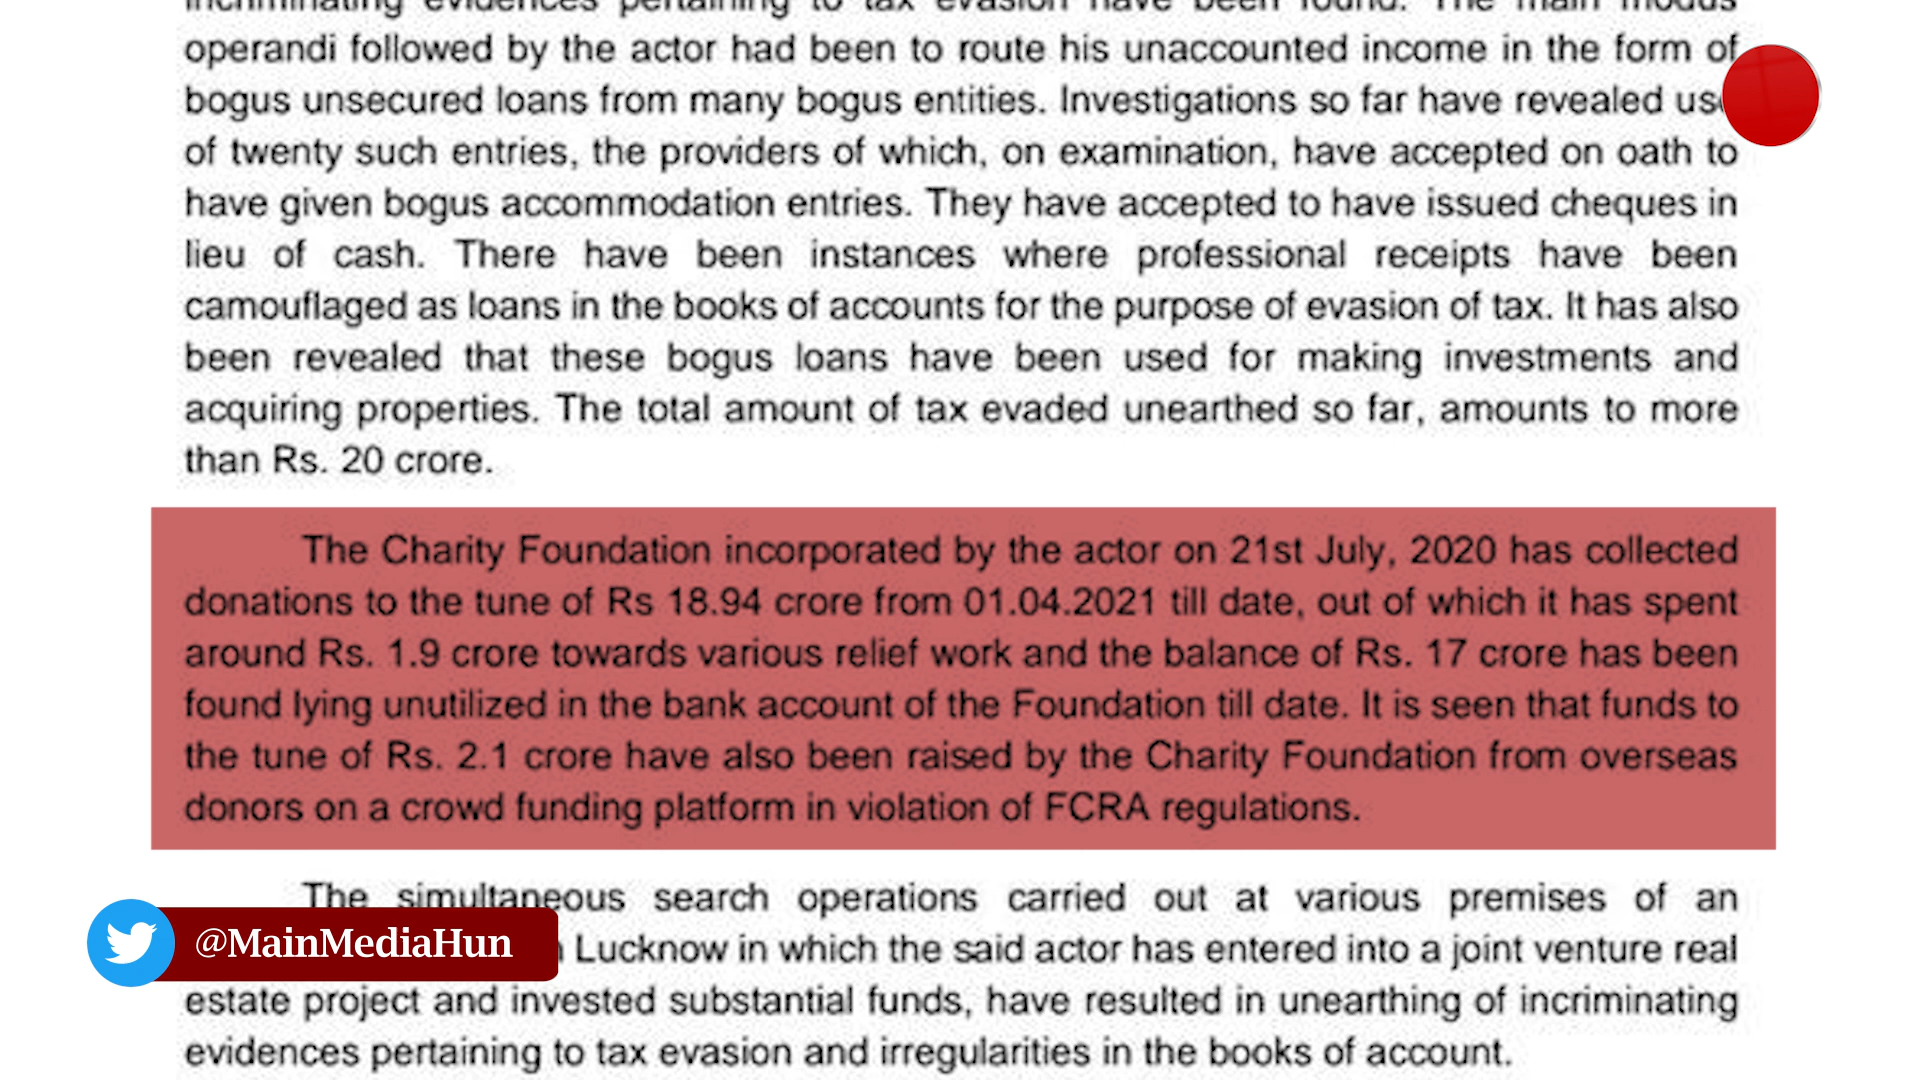 incriminating evidences pertaining to tax evasion have been found. The main modus
operandi followed by the actor had been to route his unaccounted income in the form of
bogus unsecured loans from many bogus entities. Investigations so far have revealed use
of twenty such entries, the providers of which, on examination, have accepted on oath to
have given bogus accommodation entries. They have accepted to have issued cheques in
lieu of cash. There have been instances where professional receipts have been
camouflaged as loans in the books of accounts for the purpose of evasion of tax. It has also
been revealed that these bogus loans have been used for making investments and
acquiring properties. The total amount of tax evaded unearthed so far, amounts to more
than Rs. 20 crore.
The Charity Foundation incorporated by the actor on 21st July, 2020 has collected
donations to the tune of Rs 18.94 crore from 01.04.2021 till date, out of which it has spent
around Rs. 1.9 crore towards various relief work and the balance of Rs. 17 crore has been
found lying unutilized in the bank account of the Foundation till date. It is seen that funds to
the tune of Rs. 2.1 crore have also been raised by the Charity Foundation from overseas
donors on a crowd funding platform in violation of FCRA regulations.
The simultaneous search operations carried out at various premises of an
@MainMediaHun
Lucknow in which the said actor has entered into a joint venture real
estate project and invested substantial funds, have resulted in unearthing of incriminating
evidences pertaining to tax evasion and irregularities in the books of account.